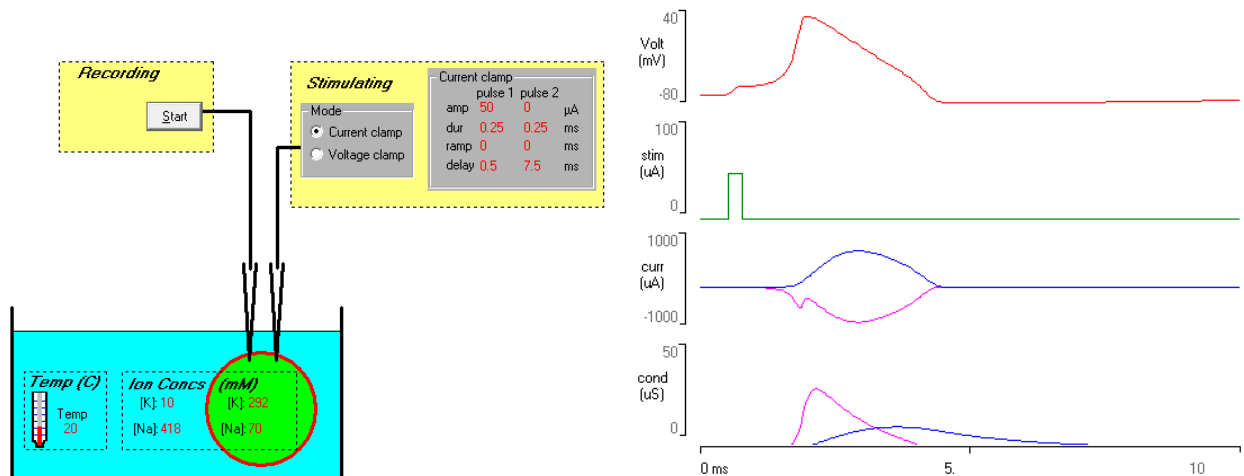 Recording
Start
Stimulating
Mode
Current clamp
Voltage clamp
Current clamp
pulse 1 pulse 2
amp 50 0 µA
dur 0.25 0.25 ms
ramp 0 0 ms
delay 0.5 7.5 ms
Temp (C)
Temp
20
Ion Concs (mM)
[K]: 10 [K]: 292
[Na]: 418 [Na]: 70
40
Volt
(mV)
-80
100
stim
(uA)
0
1000
curr
(uA)
-1000
50
cond
(uS)
0
0 ms 5. 10